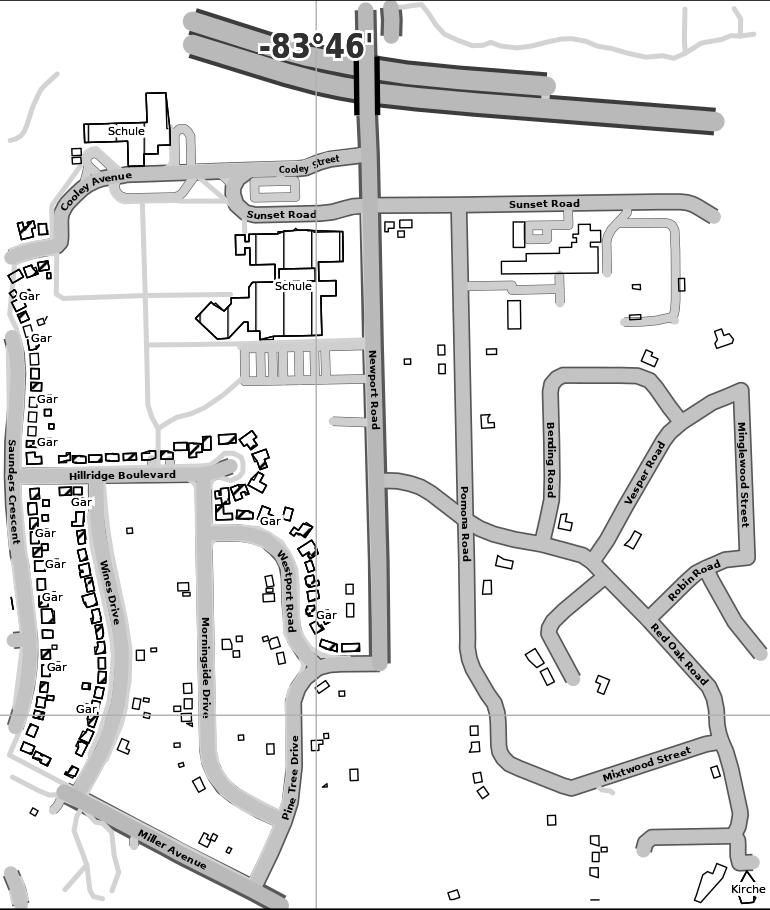 -83°46'
Schule
Cooley Street
Cooley Avenue
Sunset Road
Sunset Road
Schule
Gar
Gar
Newport Road
Gar
Bending Road
Vesper Road
Minglewood Street
Saunders Crescent
Gar
Hillridge Boulevard
Pomona Road
Gar
Gar
Gar
Gar
Wines Drive
Westport Road
Robin Road
Gar
Gar
Morningside Drive
Red Oak Road
Gar
Gar
Pine Tree Drive
Mixtwood Street
Miller Avenue
Kirche